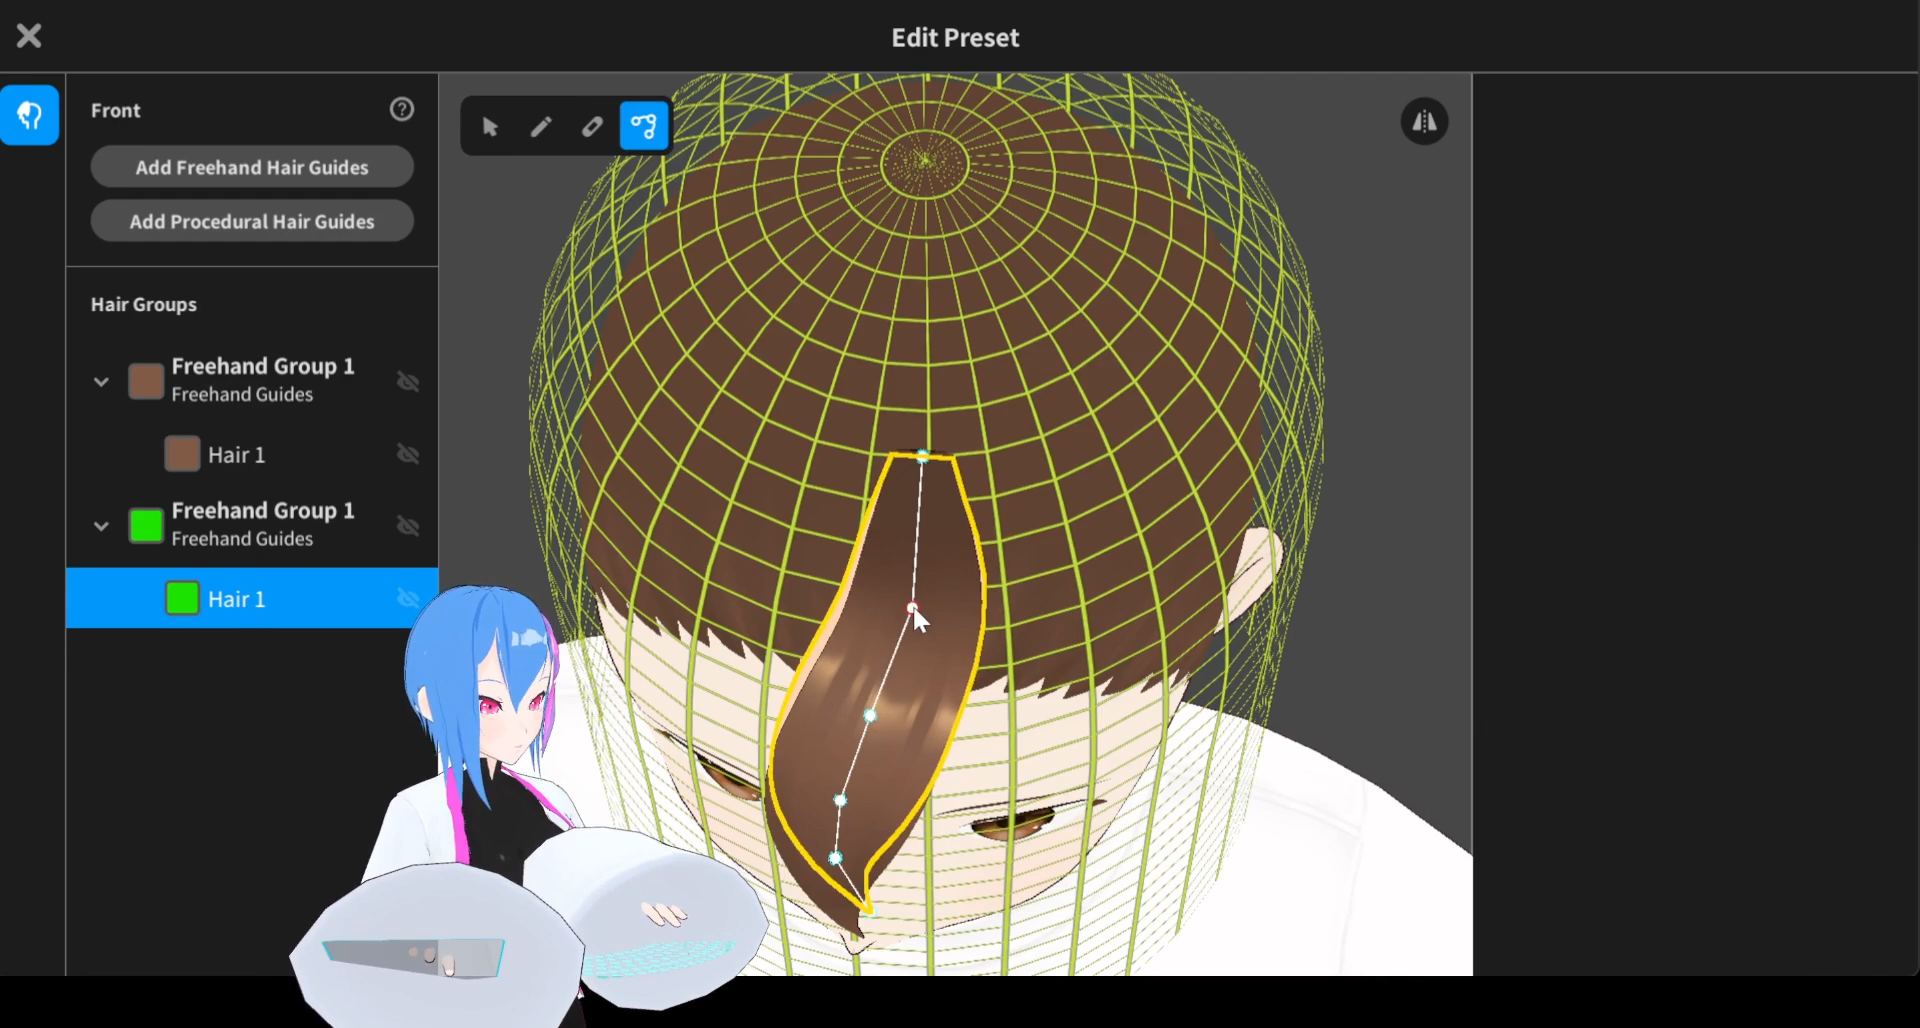 Edit Preset
Front
Add Freehand Hair Guides
Add Procedural Hair Guides
Hair Groups
Freehand Group 1
Freehand Guides
Hair 1
Freehand Group 1
Freehand Guides
Hair 1